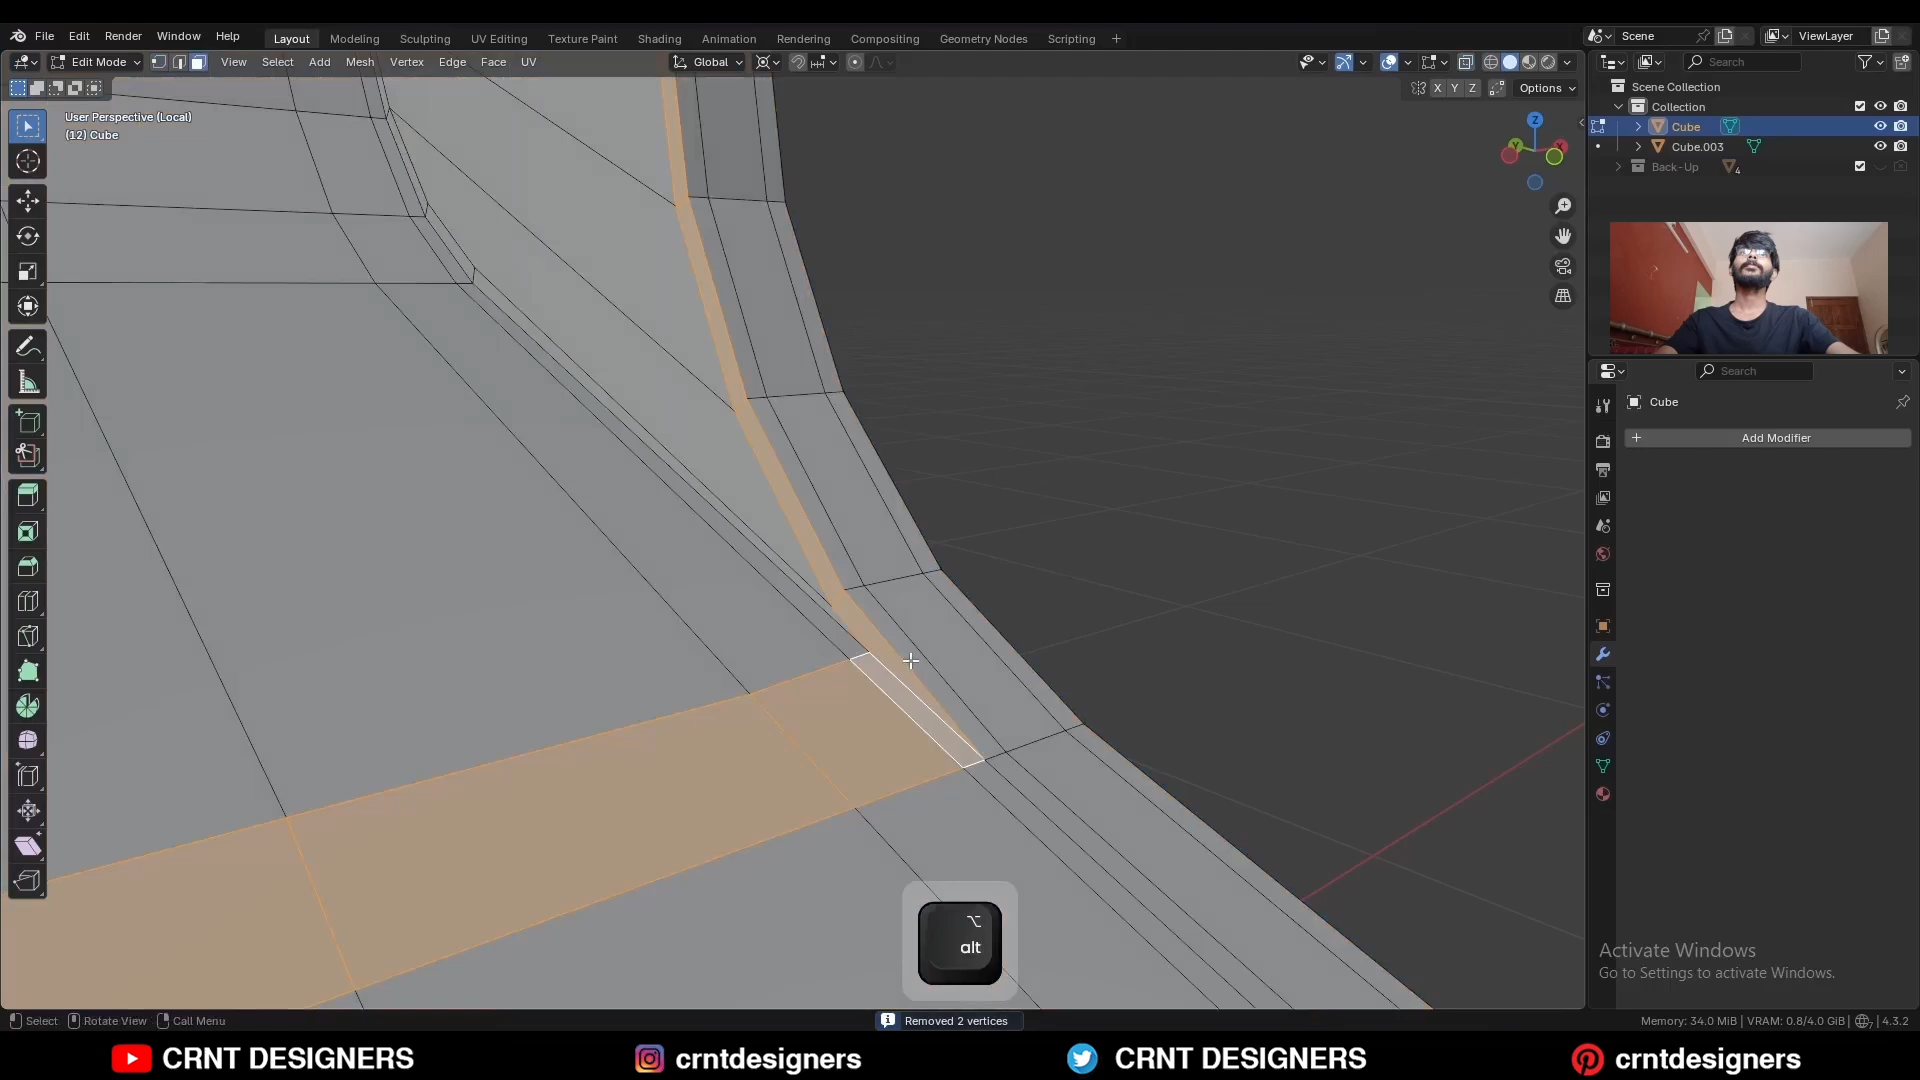 File Edit Render Window Help Layout Modeling Sculpting UV Editing Texture Paint Shading Animation Rendering Compositing Geometry Nodes Scripting + Scene ViewLayer
Edit Mode View Select Add Mesh Vertex Edge Face UV Global Search
X Y Z Options
Scene Collection
Collection
Cube
Cube.003
Back-Up 4
User Perspective (Local)
(12) Cube
Z
Y
X
Search
Cube
+ Add Modifier
alt
Activate Windows
Go to Settings to activate Windows.
Select Rotate View Call Menu Removed 2 vertices Memory: 34.0 MiB | VRAM: 0.8/4.0 GiB | 7 | 4.3.2
CRNT DESIGNERS crntdesigners CRNT DESIGNERS crntdesigners